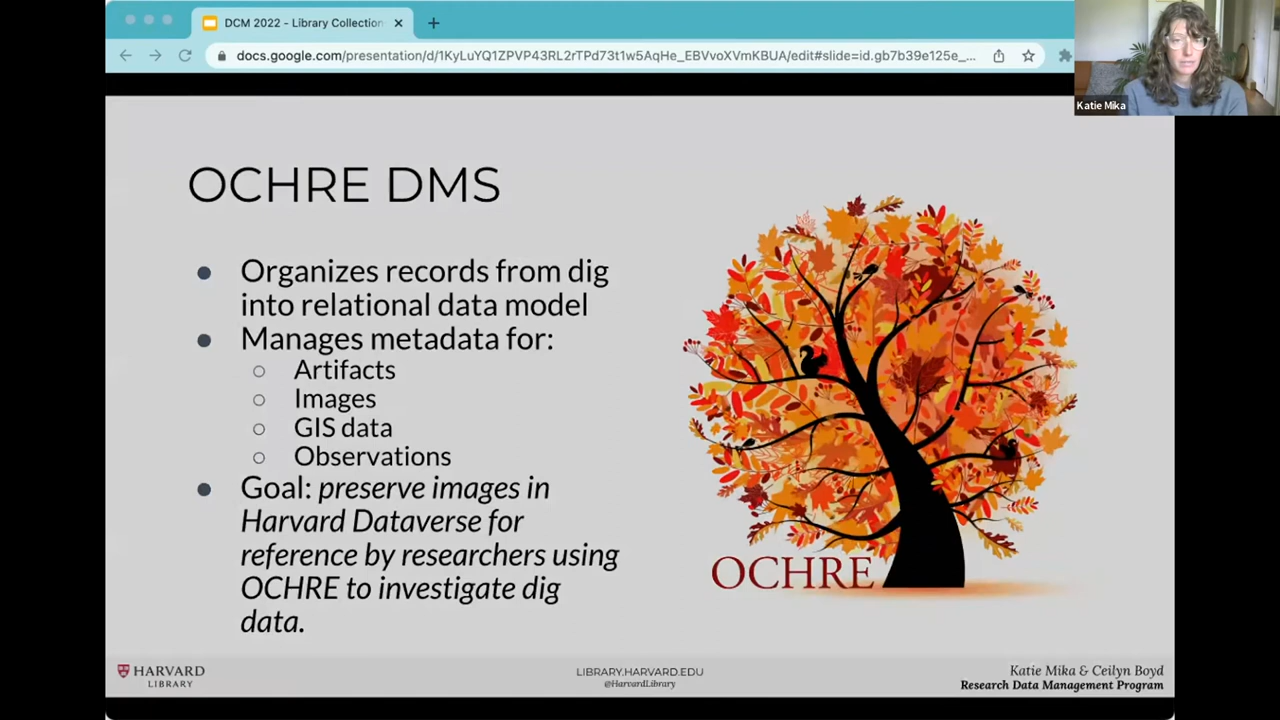 DCM 2022 - Library Collection
docs.google.com/presentation/d/1KyLuYQ1ZPVP43RL2rTPd73t1w5AqHe_EBVvoXVmKBUA/edit#slide=id.gb7b39e125e_...
Katie Mika
OCHRE DMS
Organizes records from dig
into relational data model
Manages metadata for:
Artifacts
Images
GIS data
Observations
Goal: preserve images in
Harvard Dataverse for
reference by researchers using
OCHRE to investigate dig
data.
OCHRE
HARVARD
LIBRARY
LIBRARY.HARVARD.EDU
@HarvardLibrary
Katie Mika & Ceilyn Boyd
Research Data Management Program